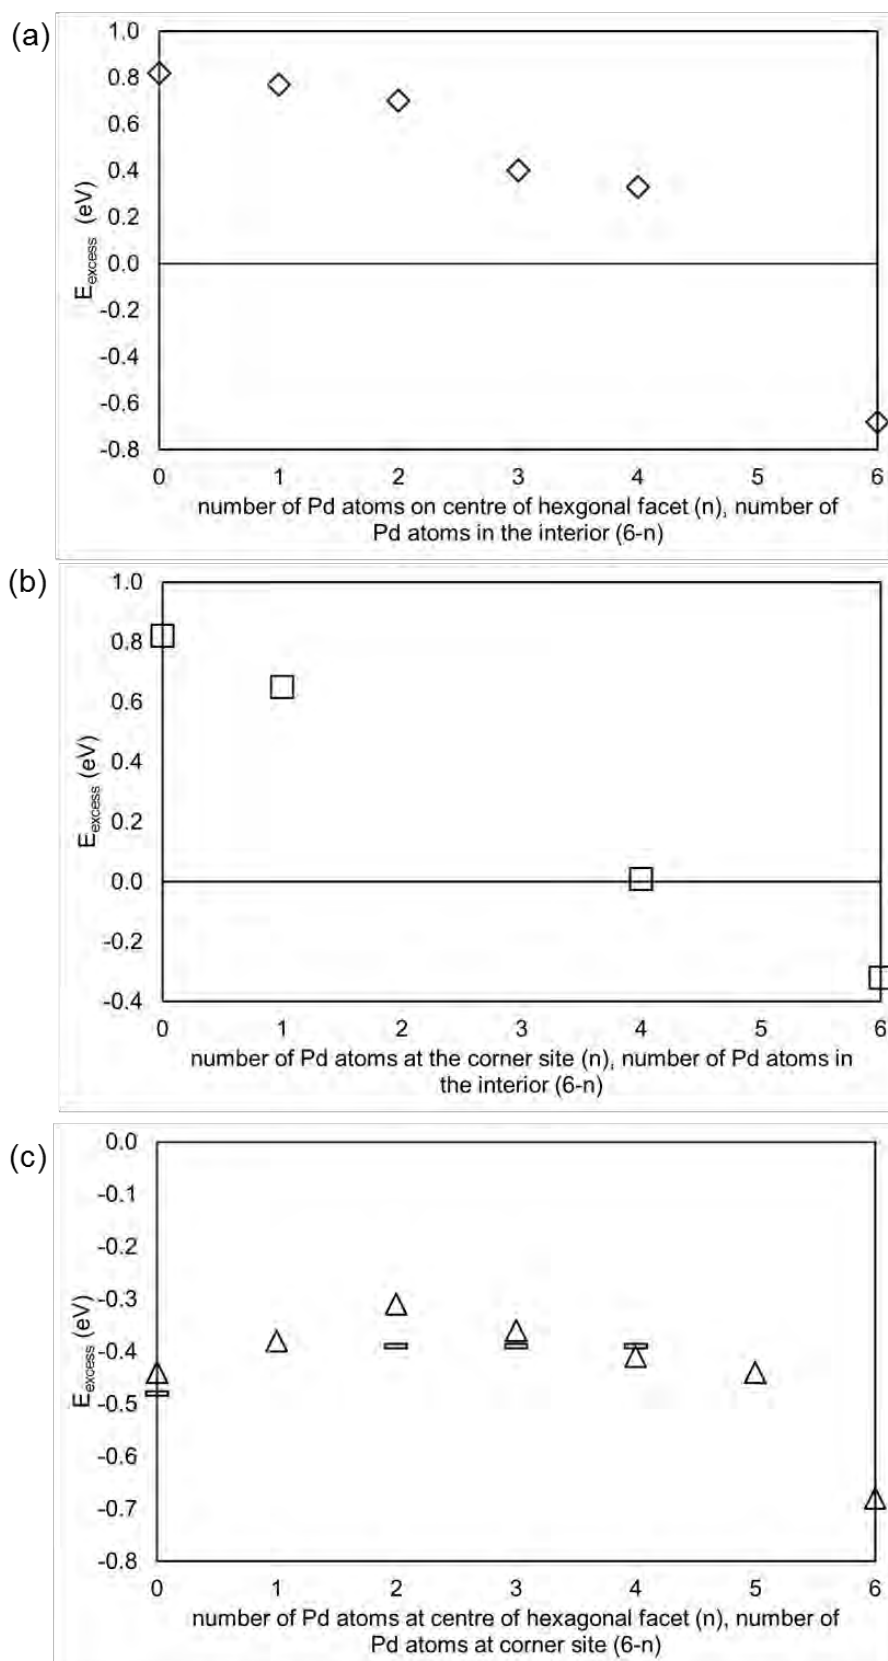 (a)
1.0
0.8
0.6
0.4
0.2
0.0
-0.2
-0.4
-0.6
-0.8
E_excess (eV)
0 1 2 3 4 5 6
number of Pd atoms on centre of hexgonal facet (n), number of
Pd atoms in the interior (6-n)
(b)
1.0
0.8
0.6
0.4
0.2
0.0
-0.2
-0.4
E_excess (eV)
0 1 2 3 4 5 6
number of Pd atoms at the corner site (n), number of Pd atoms in
the interior (6-n)
(c)
0.0
-0.1
-0.2
-0.3
-0.4
-0.5
-0.6
-0.7
-0.8
E_excess (eV)
0 1 2 3 4 5 6
number of Pd atoms at centre of hexagonal facet (n), number of
Pd atoms at corner site (6-n)